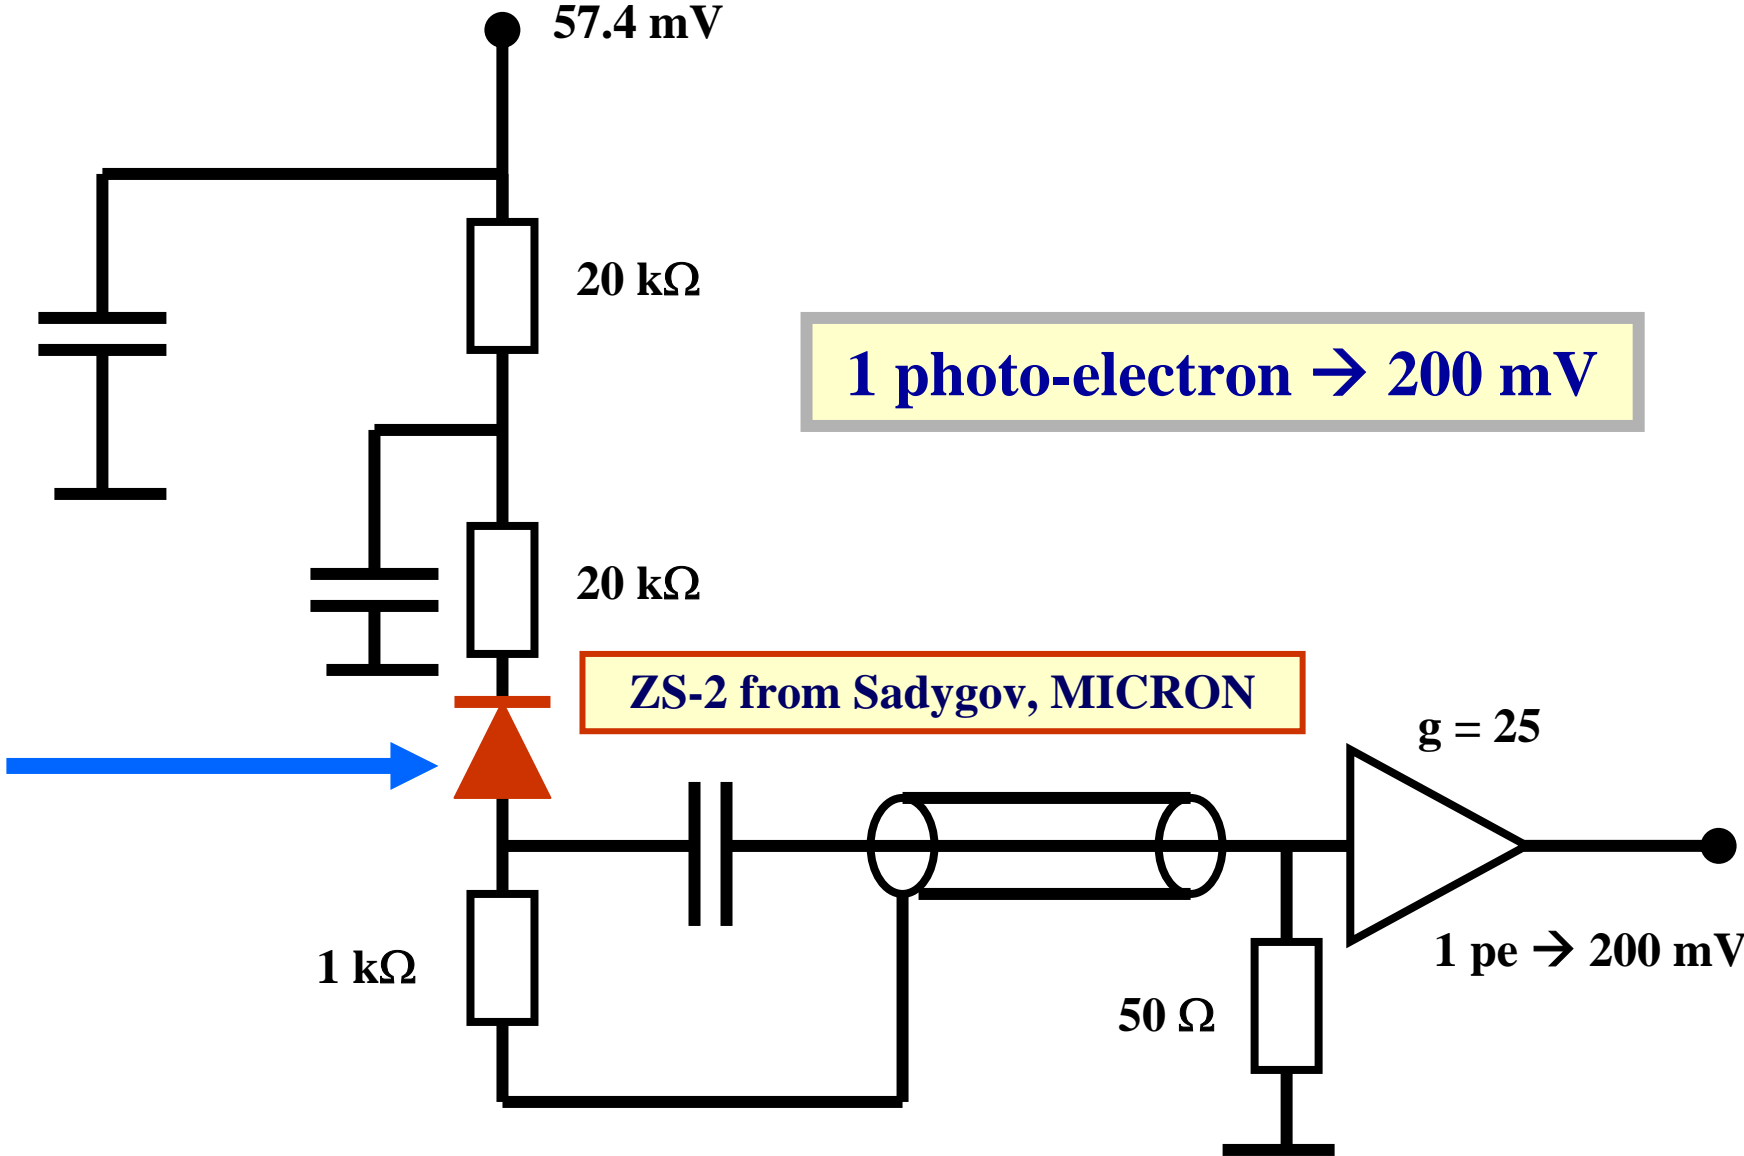 57.4 mV
20 kΩ
1 photo-electron → 200 mV
20 kΩ
ZS-2 from Sadygov, MICRON
g = 25
1 kΩ
1 pe → 200 mV
50 Ω